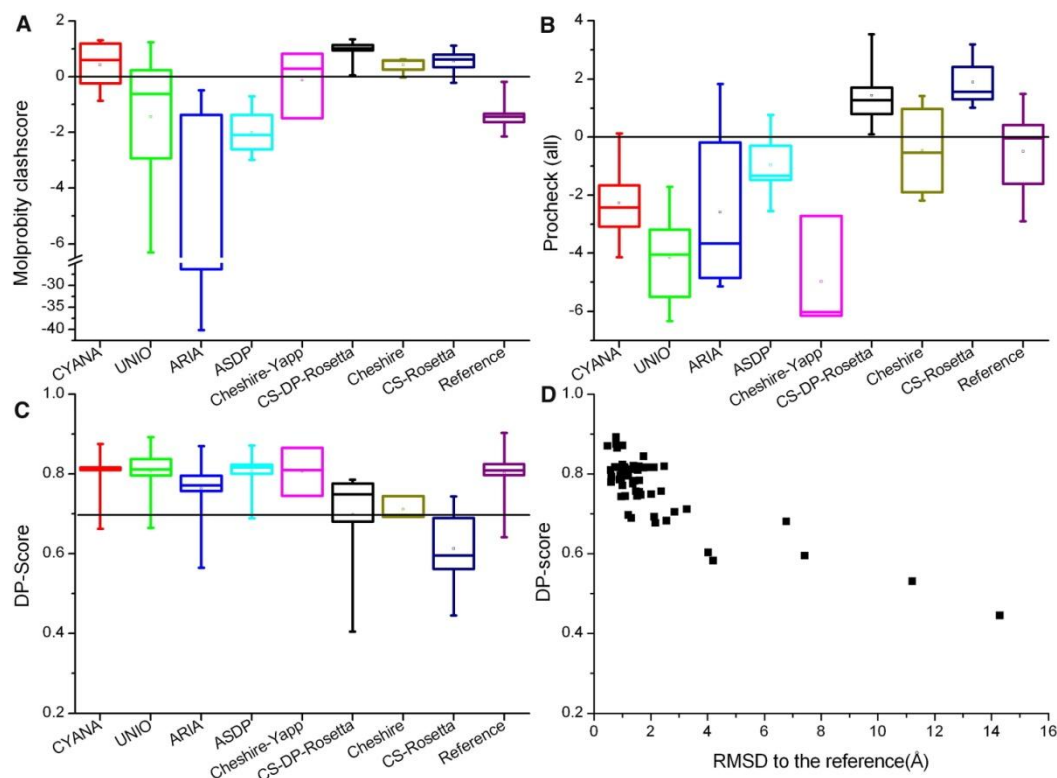 A
Molprobity clashscore
2
0
-2
-4
-6
-25
-30
-35
-40
CYANA
UNIO
ARIA
ASDP
Cheshire-Yapp
CS-DP-Rosetta
Cheshire
CS-Rosetta
Reference
B
Procheck (all)
4
2
0
-2
-4
-6
CYANA
UNIO
ARIA
ASDP
Cheshire-Yapp
CS-DP-Rosetta
Cheshire
CS-Rosetta
Reference
C
DP-Score
1.0
0.8
0.6
0.4
0.2
CYANA
UNIO
ARIA
ASDP
Cheshire-Yapp
CS-DP-Rosetta
Cheshire
CS-Rosetta
Reference
D
DP-score
1.0
0.8
0.6
0.4
0.2
0 2 4 6 8 10 12 14 16
RMSD to the reference(Å)